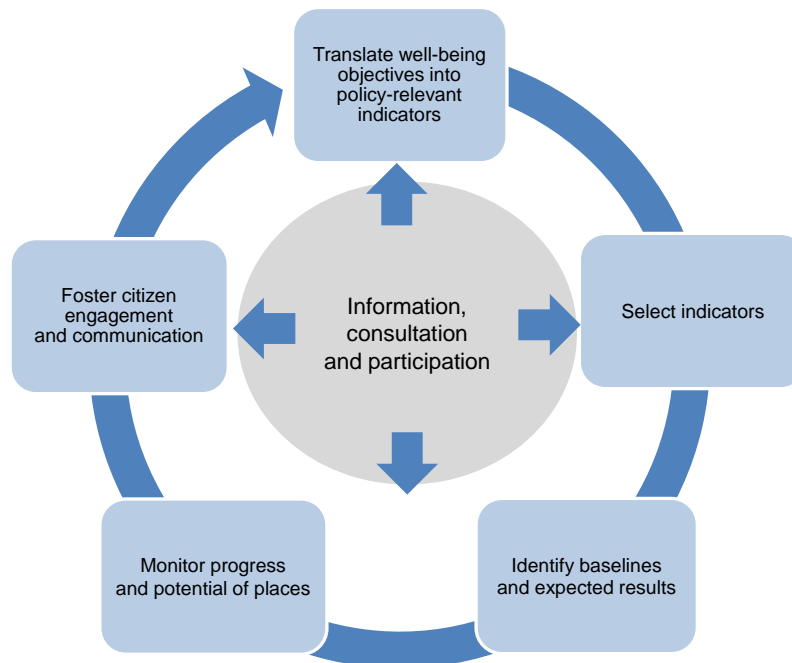 Translate well-being
objectives into
policy-relevant
indicators
Foster citizen
engagement
and communication
Information,
consultation
and participation
Select indicators
Monitor progress
and potential of places
Identify baselines
and expected results